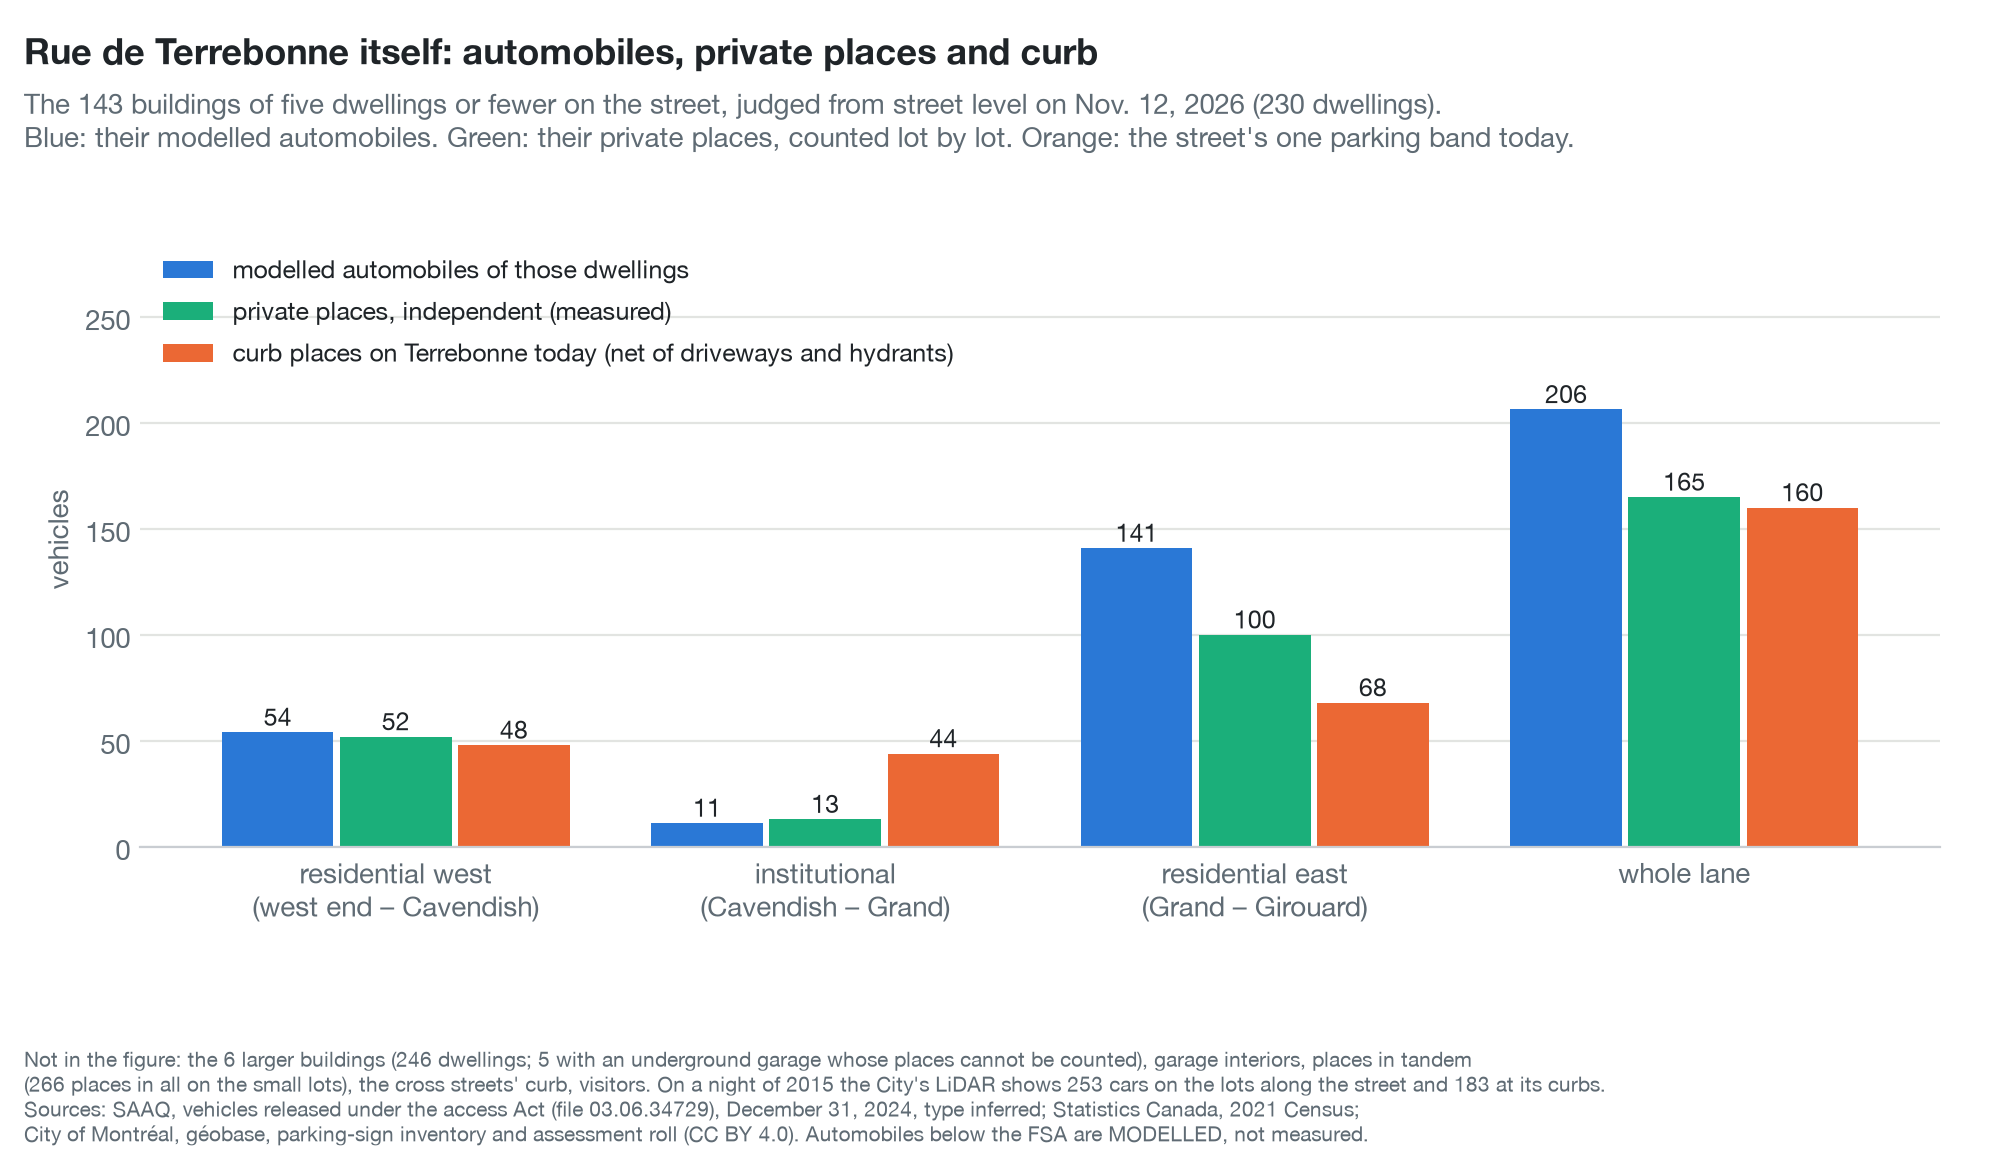 Rue de Terrebonne itself: automobiles, private places and curb
The 143 buildings of five dwellings or fewer on the street, judged from street level on Nov. 12, 2026 (230 dwellings).
Blue: their modelled automobiles. Green: their private places, counted lot by lot. Orange: the street's one parking band today.
modelled automobiles of those dwellings
private places, independent (measured)
curb places on Terrebonne today (net of driveways and hydrants)
vehicles
250
200
150
100
50
0
54
52
48
11
13
44
141
100
68
206
165
160
residential west
(west end – Cavendish)
institutional
(Cavendish – Grand)
residential east
(Grand – Girouard)
whole lane
Not in the figure: the 6 larger buildings (246 dwellings; 5 with an underground garage whose places cannot be counted), garage interiors, places in tandem
(266 places in all on the small lots), the cross streets' curb, visitors. On a night of 2015 the City's LiDAR shows 253 cars on the lots along the street and 183 at its curbs.
Sources: SAAQ, vehicles released under the access Act (file 03.06.34729), December 31, 2024, type inferred; Statistics Canada, 2021 Census;
City of Montréal, géobase, parking-sign inventory and assessment roll (CC BY 4.0). Automobiles below the FSA are MODELLED, not measured.